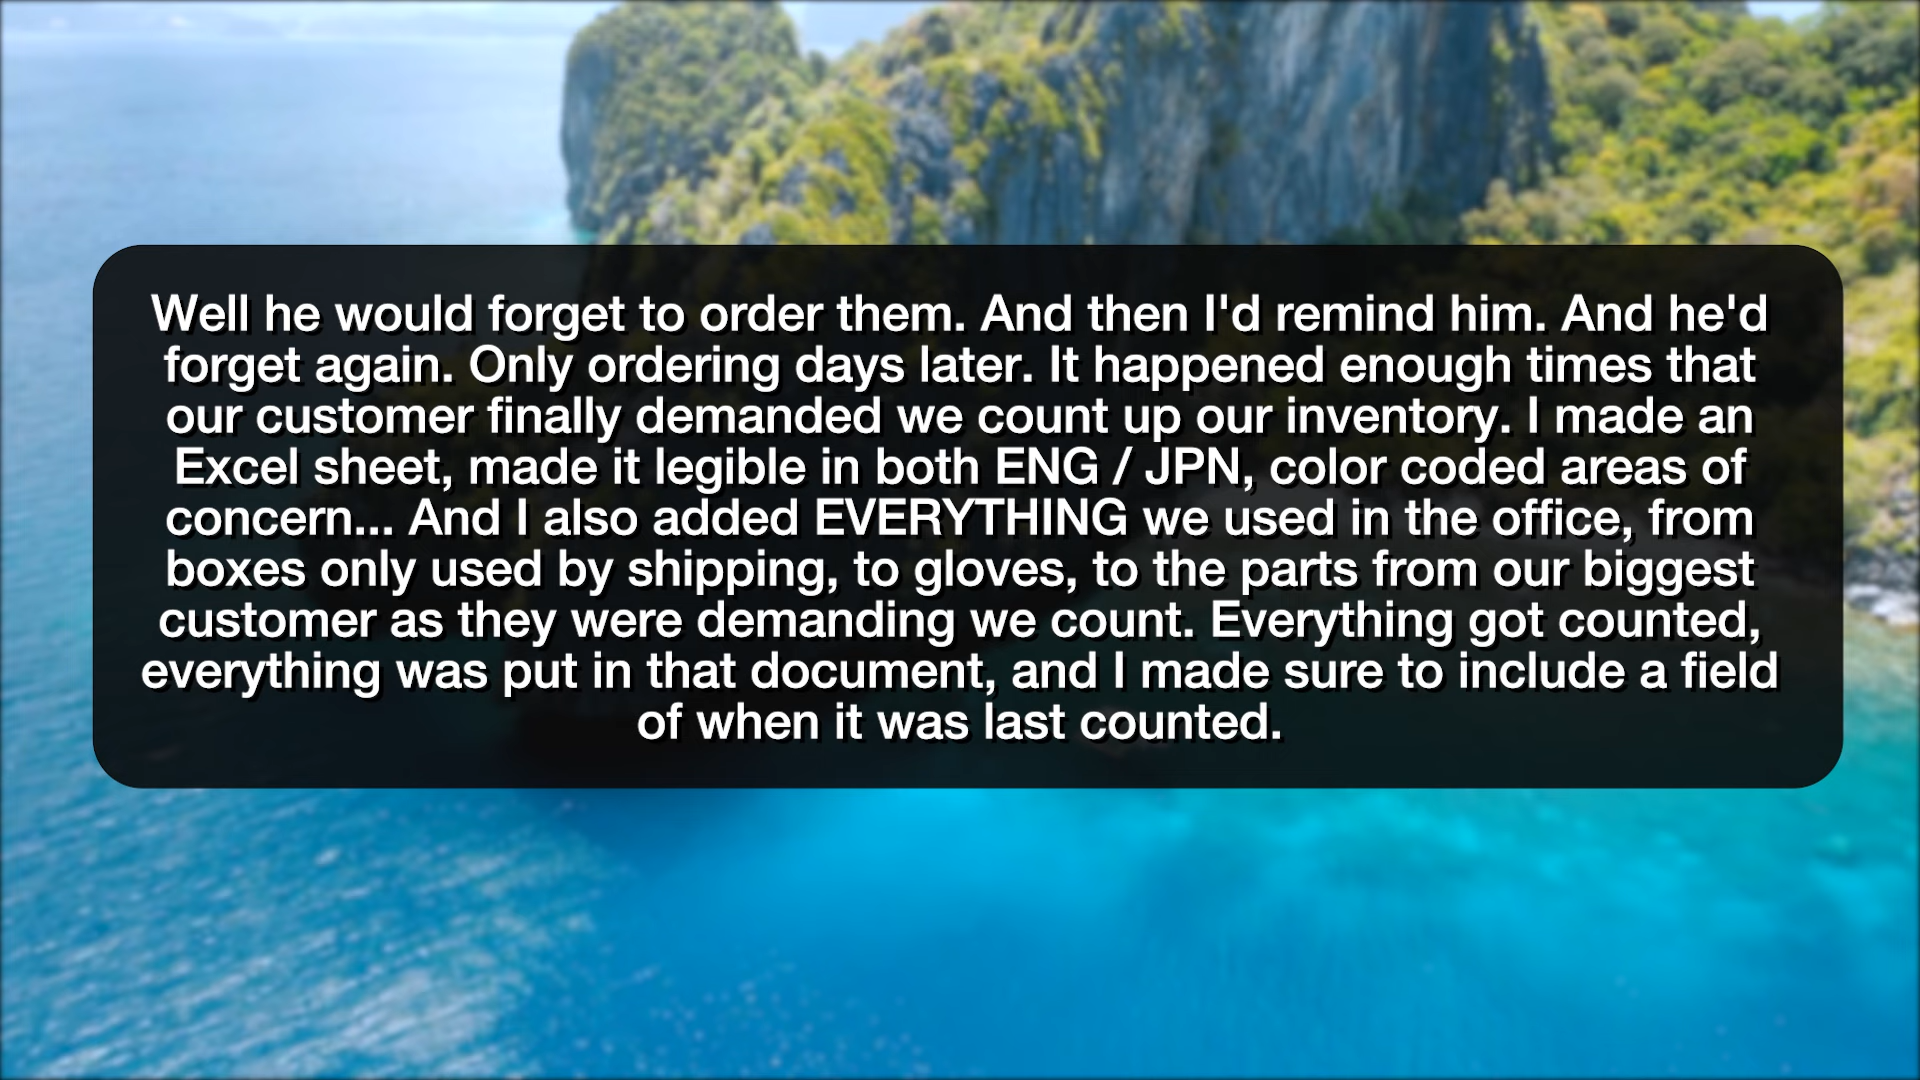 Well he would forget to order them. And then I'd remind him. And he'd
forget again. Only ordering days later. It happened enough times that
our customer finally demanded we count up our inventory. I made an
Excel sheet, made it legible in both ENG / JPN, color coded areas of
concern... And I also added EVERYTHING we used in the office, from
boxes only used by shipping, to gloves, to the parts from our biggest
customer as they were demanding we count. Everything got counted,
everything was put in that document, and I made sure to include a field
of when it was last counted.